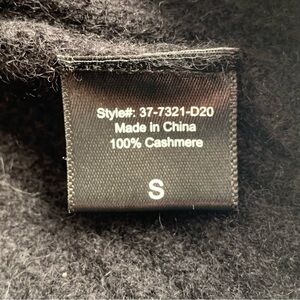 Style#: 37-7321-D20
Made in China
100% Cashmere
S